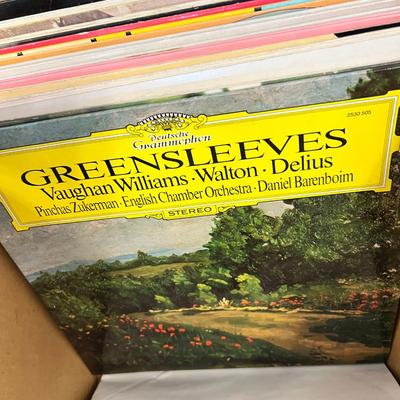 Deutsche
Grammophon
2530 505
GREENSLEEVES
Vaughan Williams · Walton · Delius
Pinchas Zukerman · English Chamber Orchestra · Daniel Barenboim
STEREO